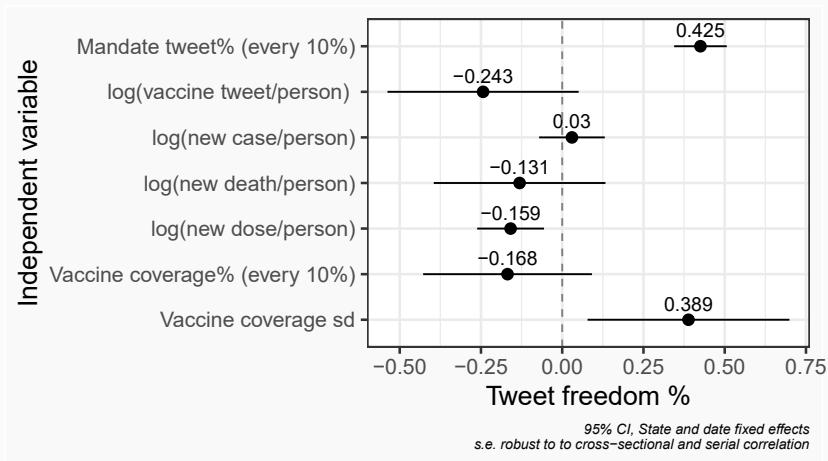 Independent variable
Mandate tweet% (every 10%)
0.425
log(vaccine tweet/person)
−0.243
log(new case/person)
0.03
log(new death/person)
−0.131
log(new dose/person)
−0.159
Vaccine coverage% (every 10%)
−0.168
Vaccine coverage sd
0.389
−0.50 −0.25 0.00 0.25 0.50 0.75
Tweet freedom %
95% CI, State and date fixed effects
s.e. robust to to cross−sectional and serial correlation